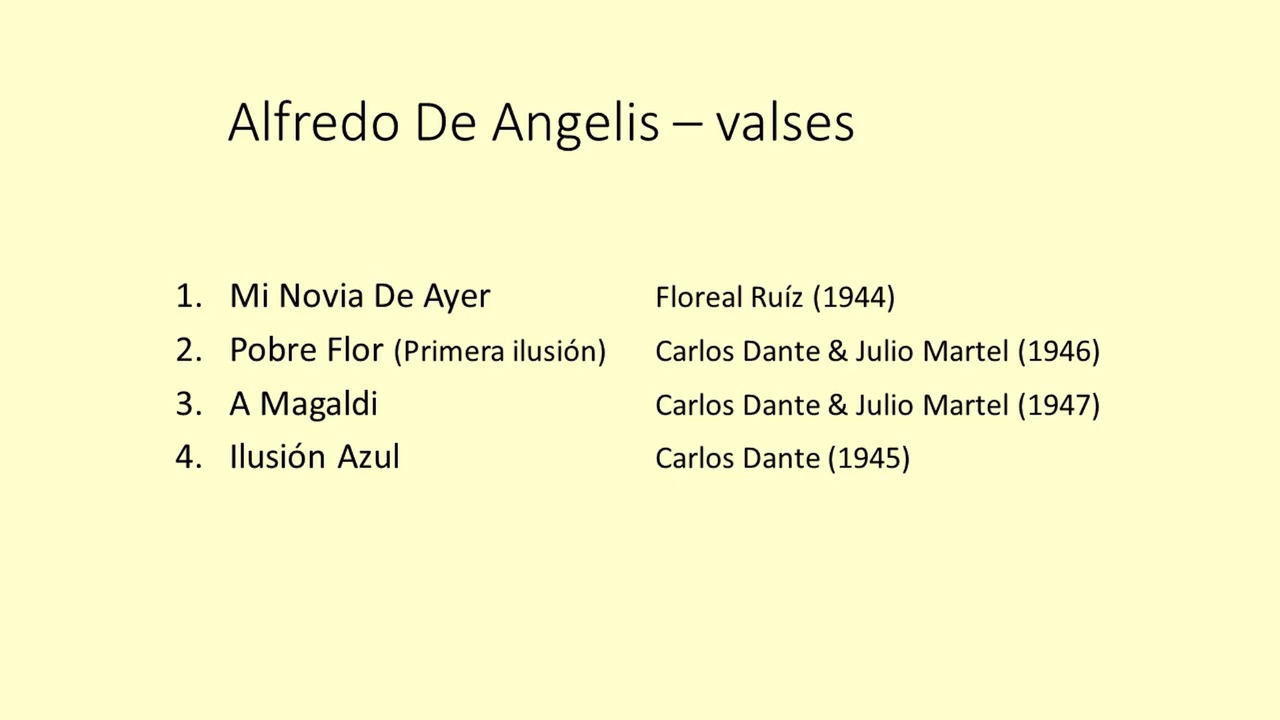 Alfredo De Angelis – valses
1. Mi Novia De Ayer Floreal Ruíz (1944)
2. Pobre Flor (Primera ilusión) Carlos Dante & Julio Martel (1946)
3. A Magaldi Carlos Dante & Julio Martel (1947)
4. Ilusión Azul Carlos Dante (1945)